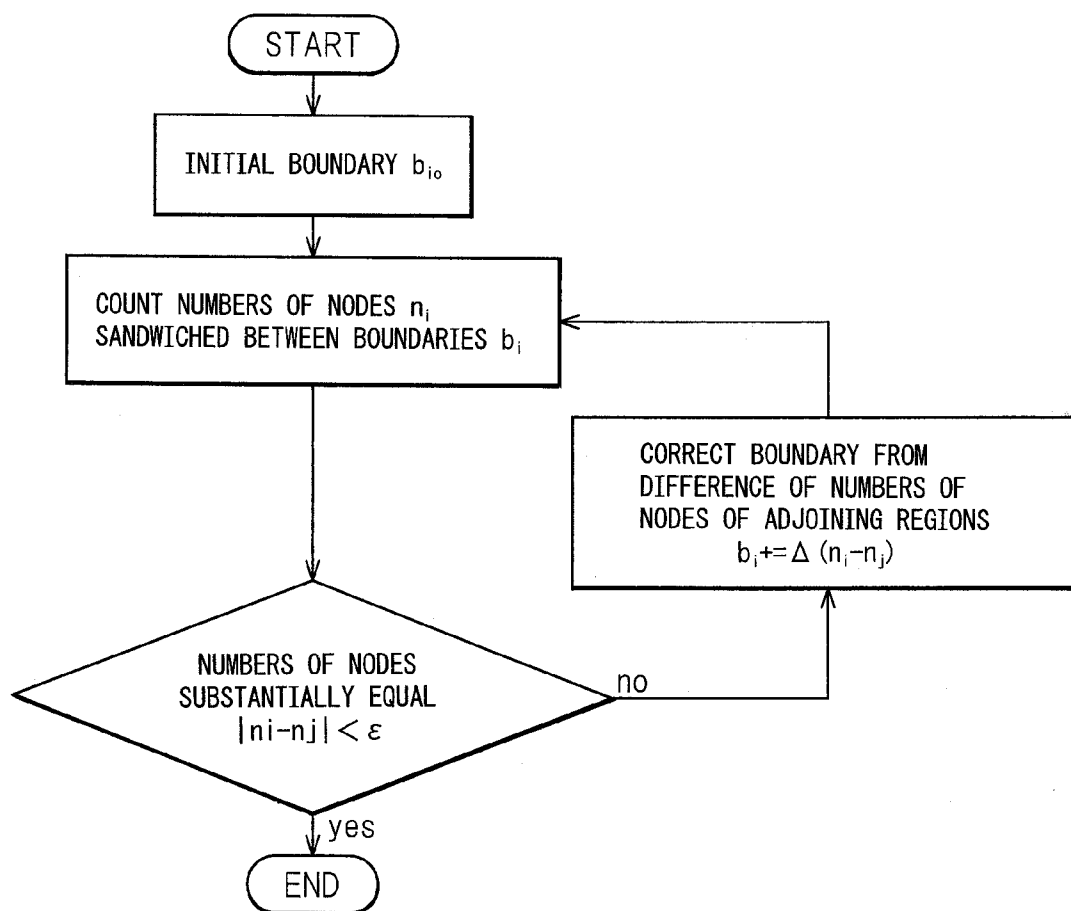 START
INITIAL BOUNDARY b_io
COUNT NUMBERS OF NODES n_i
SANDWICHED BETWEEN BOUNDARIES b_i
CORRECT BOUNDARY FROM
DIFFERENCE OF NUMBERS OF
NODES OF ADJOINING REGIONS
b_i+=Δ(n_i-n_j)
NUMBERS OF NODES
SUBSTANTIALLY EQUAL
|ni-nj|<ε
no
yes
END